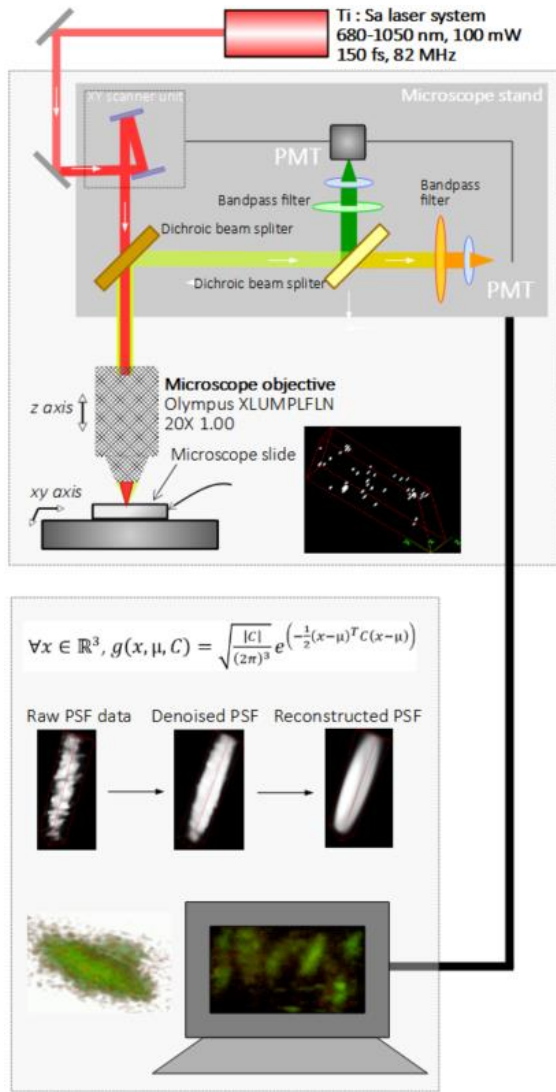 Ti : Sa laser system
680-1050 nm, 100 mW
150 fs, 82 MHz
XY scanner unit
Microscope stand
PMT
Bandpass filter
Bandpass
filter
Dichroic beam spliter
Dichroic beam spliter
PMT
z axis
Microscope objective
Olympus XLUMPLFLN
20X 1.00
Microscope slide
xy axis
∀x ∈ ℝ³, g(x, μ, C) = √(|C|/(2π)³) e^(−½(x−μ)ᵀC(x−μ))
Raw PSF data
Denoised PSF
Reconstructed PSF